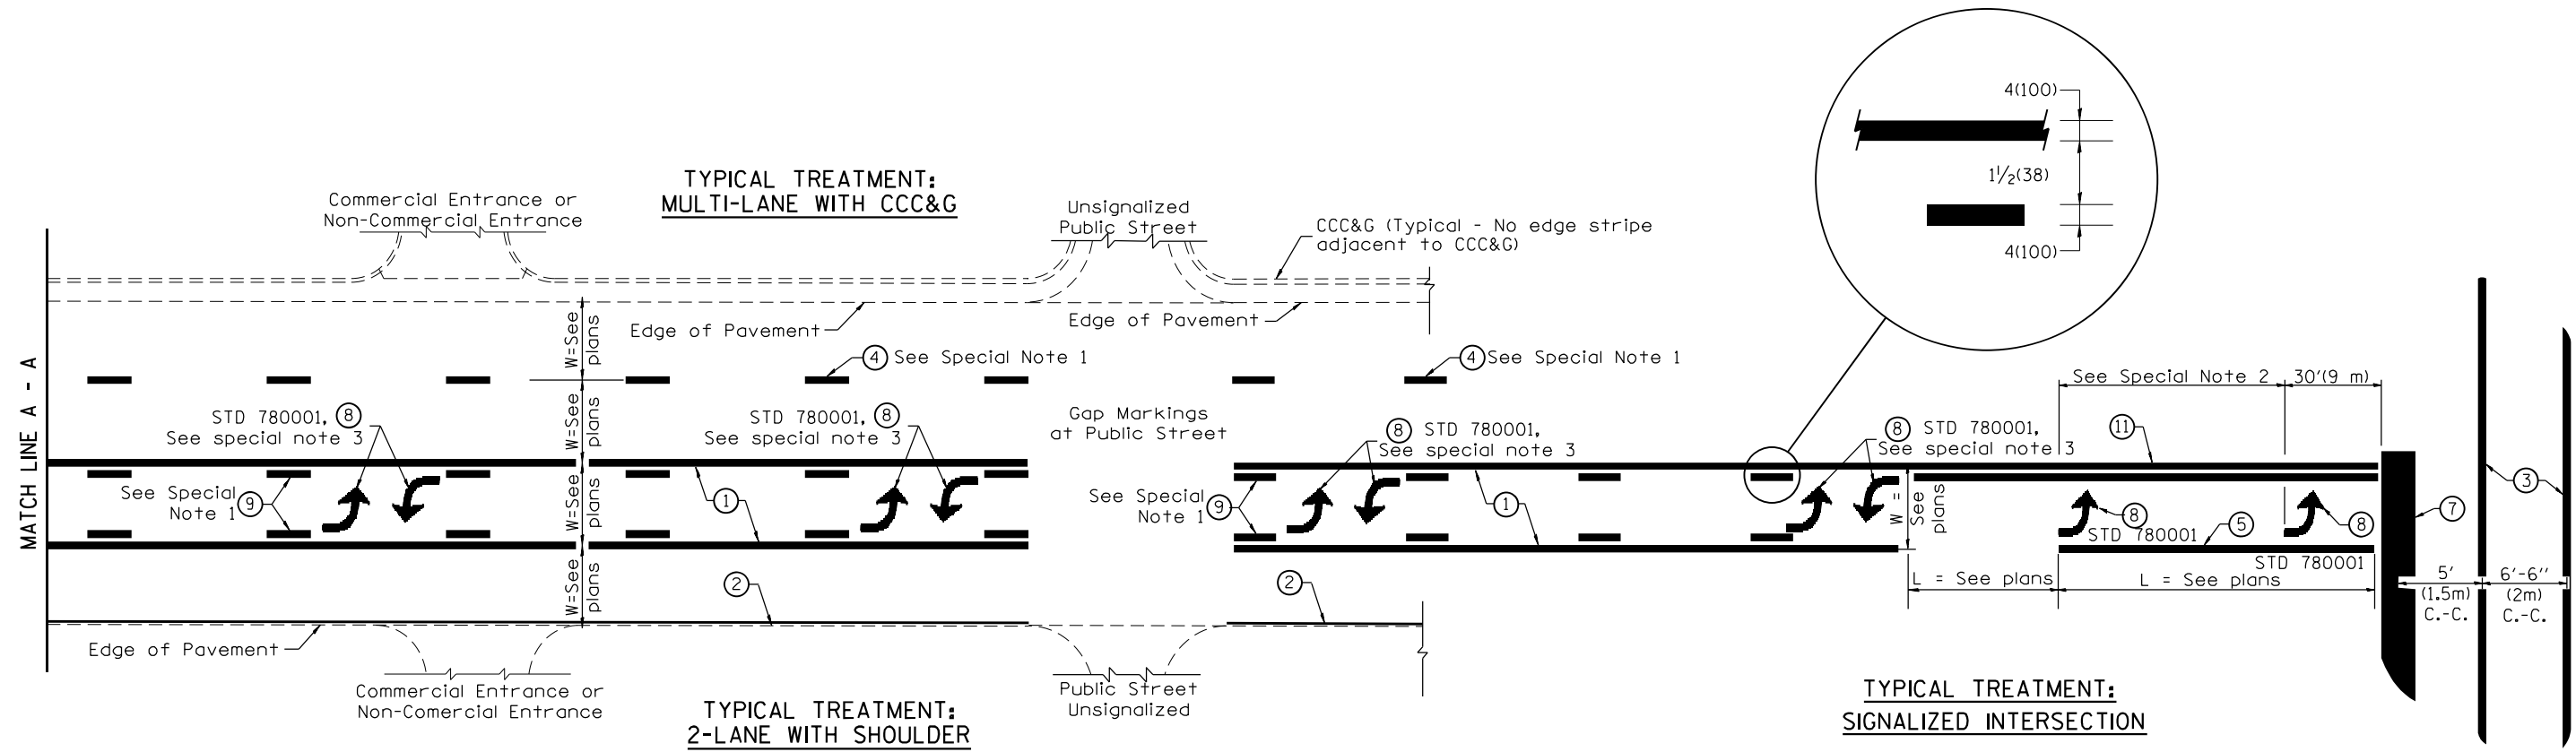 TYPICAL TREATMENT:
MULTI-LANE WITH CCC&G
Commercial Entrance or
Non-Commercial Entrance
Unsignalized
Public Street
CCC&G (Typical - No edge stripe
adjacent to CCC&G)
4(100)
1 1/2(38)
4(100)
Edge of Pavement
Edge of Pavement
W=See
plans
4 See Special Note 1
4 See Special Note 1
MATCH LINE A - A
STD 780001, 8
See special note 3
W=See
plans
STD 780001, 8
See special note 3
Gap Markings
at Public Street
8 STD 780001,
See special note 3
8 STD 780001,
See special note 3
See Special Note 2
30'(9 m)
11
See Special
Note 1
9
W=See
plans
1
See Special
Note 1
9
1
W =
See
plans
8
STD 780001
5
8
STD 780001
7
3
W=See
plans
2
2
L = See plans
L = See plans
5'
(1.5m)
C.-C.
6'-6''
(2m)
C.-C.
Edge of Pavement
Commercial Entrance or
Non-Comercial Entrance
Public Street
Unsignalized
TYPICAL TREATMENT:
2-LANE WITH SHOULDER
TYPICAL TREATMENT:
SIGNALIZED INTERSECTION